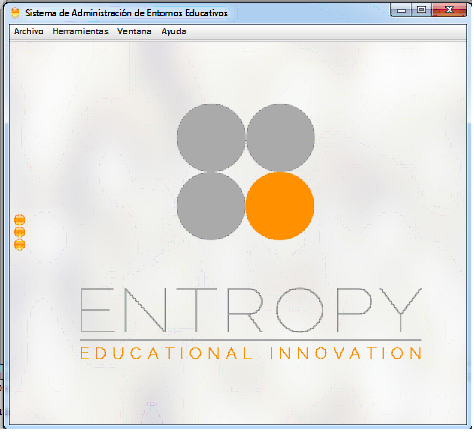 Sistema de Administración de Entornos Educativos
Archivo Herramientas Ventana Ayuda
ENTROPY
EDUCATIONAL INNOVATION